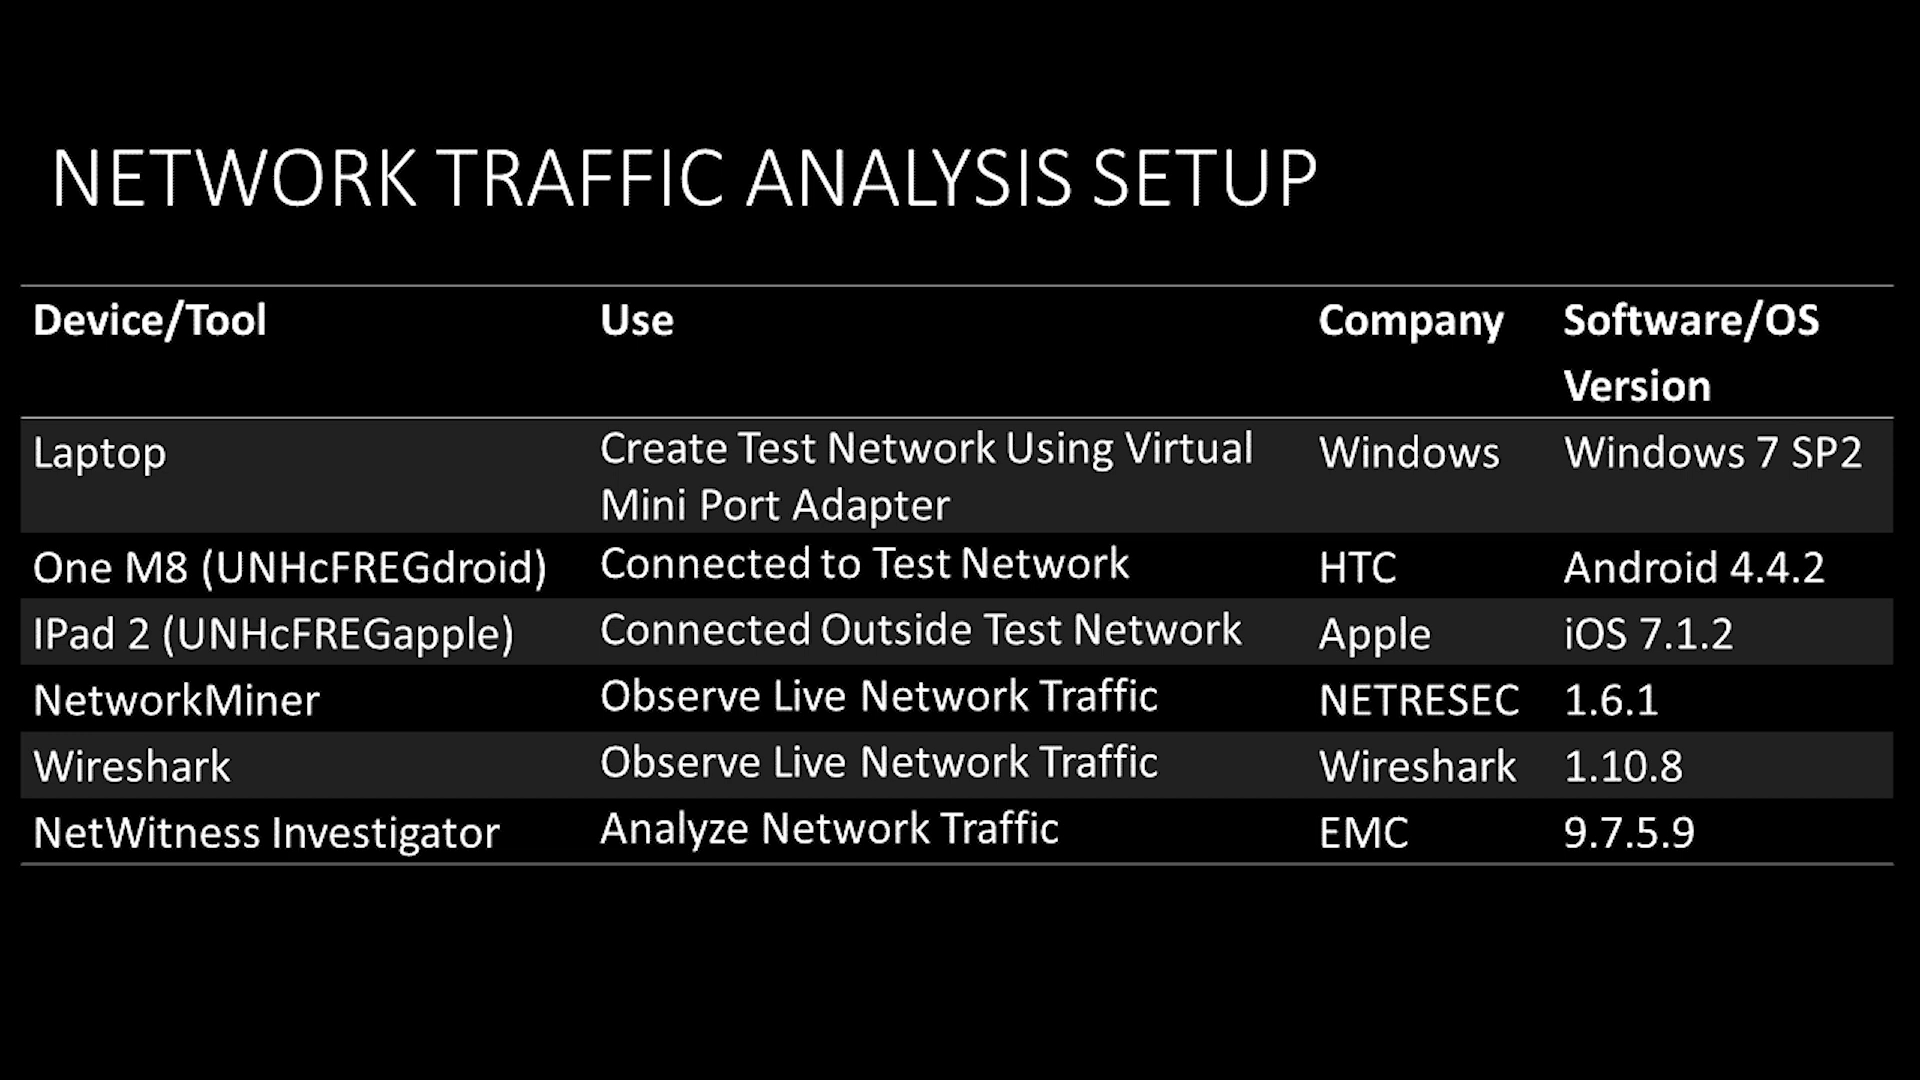 NETWORK TRAFFIC ANALYSIS SETUP
Device/Tool Use Company Software/OS
Version
Laptop Create Test Network Using Virtual Windows Windows 7 SP2
Mini Port Adapter
One M8 (UNHcFREGdroid) Connected to Test Network HTC Android 4.4.2
IPad 2 (UNHcFREGapple) Connected Outside Test Network Apple iOS 7.1.2
NetworkMiner Observe Live Network Traffic NETRESEC 1.6.1
Wireshark Observe Live Network Traffic Wireshark 1.10.8
NetWitness Investigator Analyze Network Traffic EMC 9.7.5.9